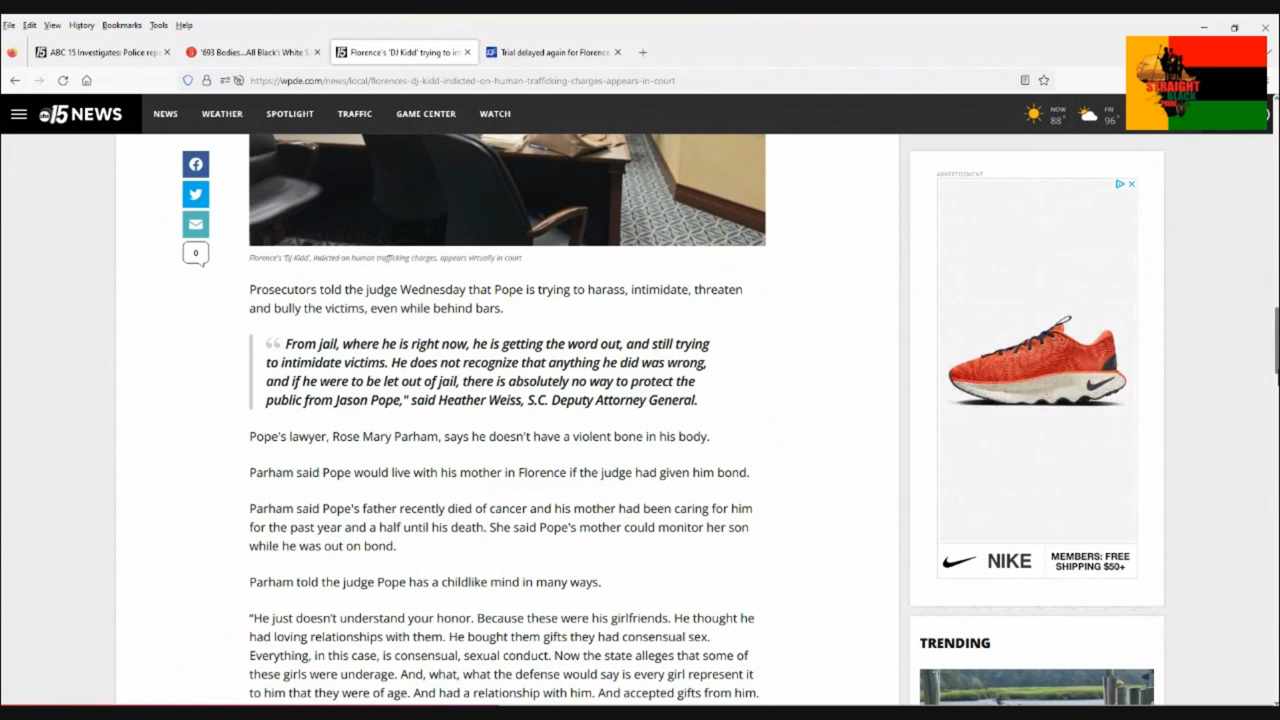 File Edit View History Bookmarks Tools Help
ABC 15 Investigates: Police rep
'693 Bodies...All Black': White S
Florence's 'DJ Kidd' trying to in
Trial delayed again for Florence
https://wpde.com/news/local/florences-dj-kidd-indicted-on-human-trafficking-charges-appears-in-court
abc 15 NEWS
NEWS WEATHER SPOTLIGHT TRAFFIC GAME CENTER WATCH
NOW 88°
FRI 96°
STRAIGHT
BLACK
PRIDE
0
Florence's 'DJ Kidd', indicted on human trafficking charges, appears virtually in court
Prosecutors told the judge Wednesday that Pope is trying to harass, intimidate, threaten
and bully the victims, even while behind bars.
“ From jail, where he is right now, he is getting the word out, and still trying
to intimidate victims. He does not recognize that anything he did was wrong,
and if he were to be let out of jail, there is absolutely no way to protect the
public from Jason Pope," said Heather Weiss, S.C. Deputy Attorney General.
Pope's lawyer, Rose Mary Parham, says he doesn't have a violent bone in his body.
Parham said Pope would live with his mother in Florence if the judge had given him bond.
Parham said Pope's father recently died of cancer and his mother had been caring for him
for the past year and a half until his death. She said Pope's mother could monitor her son
while he was out on bond.
Parham told the judge Pope has a childlike mind in many ways.
“He just doesn't understand your honor. Because these were his girlfriends. He thought he
had loving relationships with them. He bought them gifts they had consensual sex.
Everything, in this case, is consensual, sexual conduct. Now the state alleges that some of
these girls were underage. And, what, what the defense would say is every girl represent it
to him that they were of age. And had a relationship with him. And accepted gifts from him.
ADVERTISEMENT
NIKE
MEMBERS: FREE
SHIPPING $50+
TRENDING